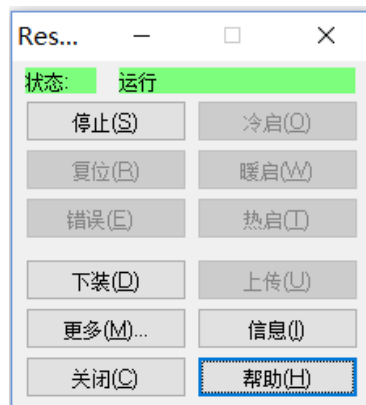 Res...
状态: 运行
停止(S) 冷启(O)
复位(R) 暖启(W)
错误(E) 热启(T)
下装(D) 上传(U)
更多(M)... 信息(I)
关闭(C) 帮助(H)